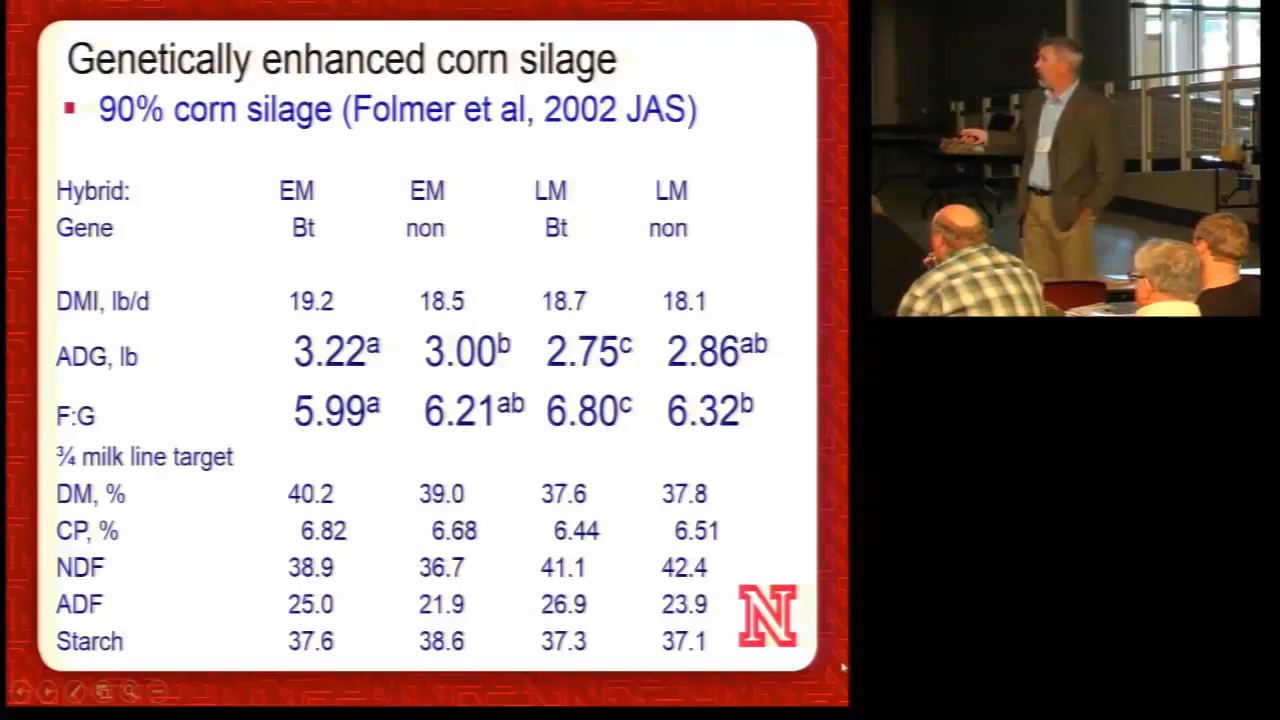 Genetically enhanced corn silage
▪ 90% corn silage (Folmer et al, 2002 JAS)
Hybrid: EM EM LM LM
Gene Bt non Bt non
DMI, lb/d 19.2 18.5 18.7 18.1
ADG, lb 3.22ᵃ 3.00ᵇ 2.75ᶜ 2.86ᵃᵇ
F:G 5.99ᵃ 6.21ᵃᵇ 6.80ᶜ 6.32ᵇ
¾ milk line target
DM, % 40.2 39.0 37.6 37.8
CP, % 6.82 6.68 6.44 6.51
NDF 38.9 36.7 41.1 42.4
ADF 25.0 21.9 26.9 23.9
Starch 37.6 38.6 37.3 37.1
N